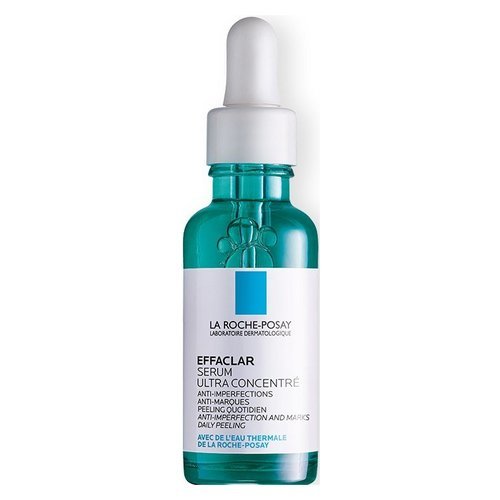 LA ROCHE-POSAY
LABORATOIRE DERMATOLOGIQUE
EFFACLAR
SERUM
ULTRA CONCENTRÉ
ANTI-IMPERFECTIONS
ANTI-MARQUES
PEELING QUOTIDIEN
ANTI-IMPERFECTION AND MARKS
DAILY PEELING
AVEC DE L'EAU THERMALE
DE LA ROCHE-POSAY